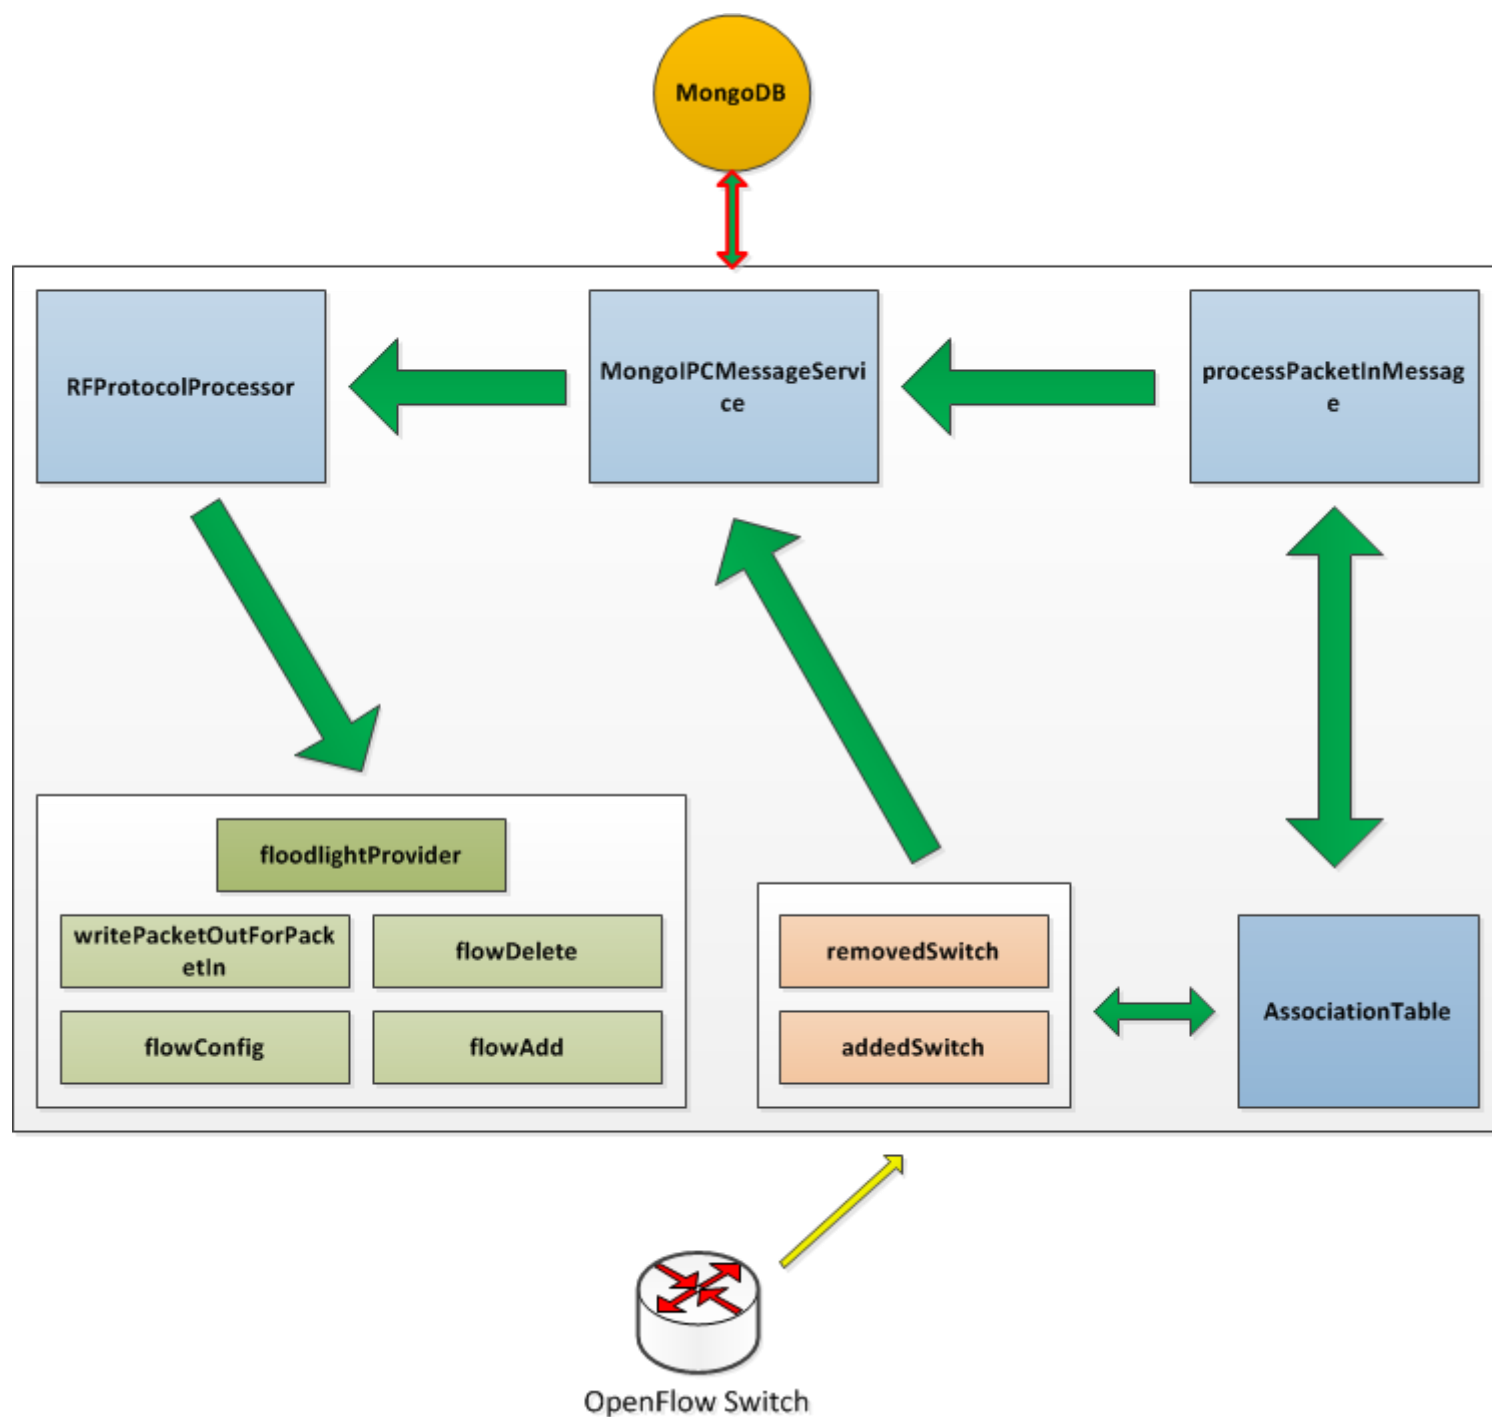 MongoDB
RFProtocolProcessor
MongoIPCMessageServi
ce
processPacketInMessag
e
floodlightProvider
writePacketOutForPack
etIn
flowDelete
flowConfig
flowAdd
removedSwitch
addedSwitch
AssociationTable
OpenFlow Switch